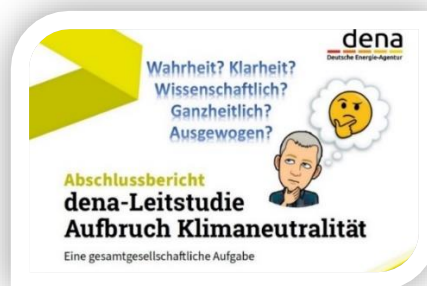 dena
Deutsche Energie-Agentur
Wahrheit? Klarheit?
Wissenschaftlich?
Ganzheitlich?
Ausgewogen?
Abschlussbericht
dena-Leitstudie
Aufbruch Klimaneutralität
Eine gesamtgesellschaftliche Aufgabe